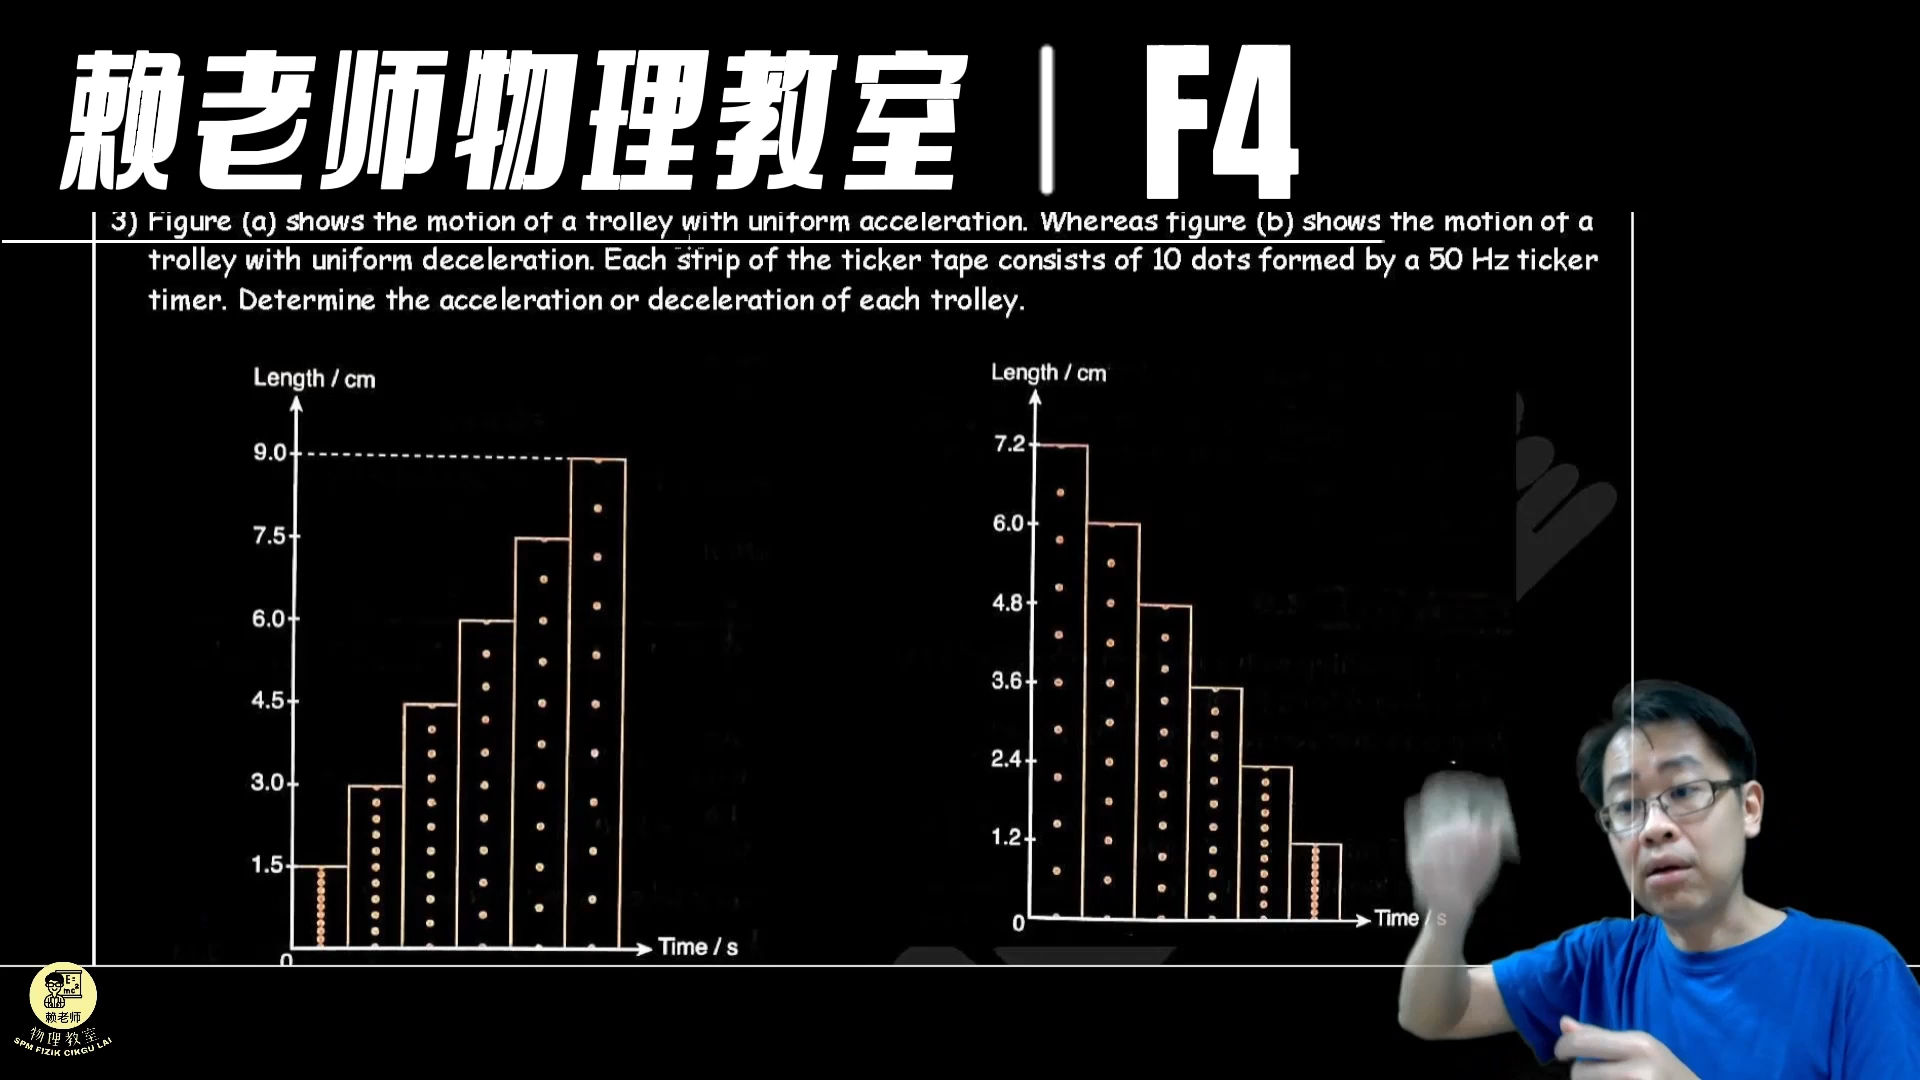 赖老师物理教室 | F4
3) Figure (a) shows the motion of a trolley with uniform acceleration. Whereas figure (b) shows the motion of a
trolley with uniform deceleration. Each strip of the ticker tape consists of 10 dots formed by a 50 Hz ticker
timer. Determine the acceleration or deceleration of each trolley.
Length / cm
9.0
7.5
6.0
4.5
3.0
1.5
0
Time / s
Length / cm
7.2
6.0
4.8
3.6
2.4
1.2
0
Time / s
E=
mc²
赖老师
物理教室
SPM FIZIK CIKGU LAI